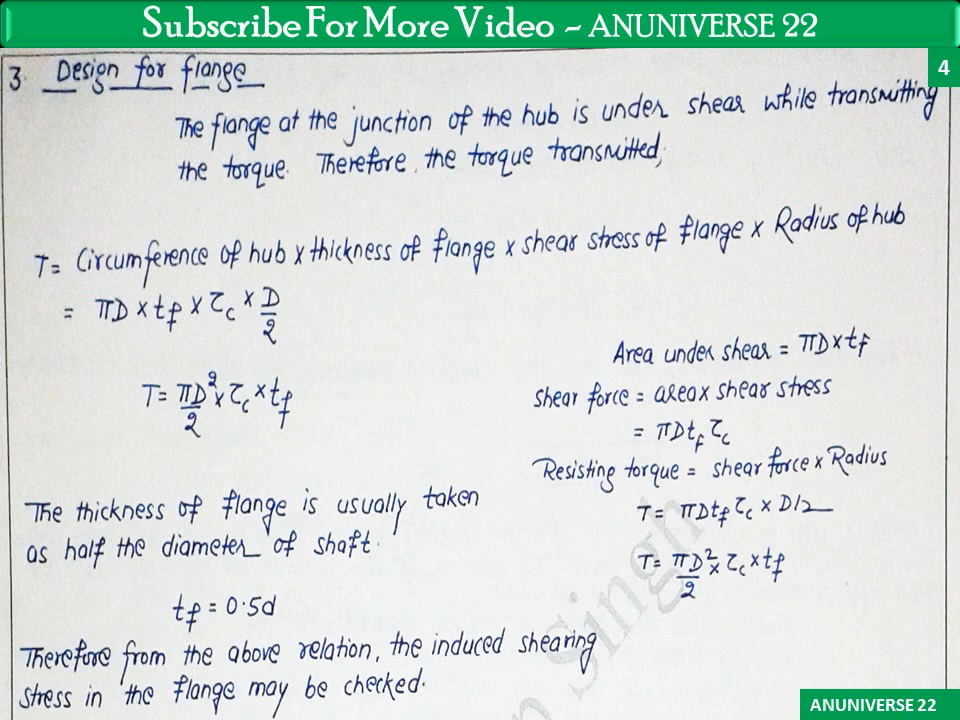 Subscribe For More Video ~ ANUNIVERSE 22
4
3. Design for flange
The flange at the junction of the hub is under shear while transmitting
the torque. Therefore, the torque transmitted,
T = Circumference of hub × thickness of flange × shear stress of flange × Radius of hub
= πD × tf × τc × D/2
T = πD²/2 × τc × tf
The thickness of flange is usually taken
as half the diameter of shaft.
tf = 0.5d
Therefore from the above relation, the induced shearing
stress in the flange may be checked.
Area under shear = πD × tf
Shear force = area × shear stress
= πDtf τc
Resisting torque = shear force × Radius
T = πDtf τc × D/2
T = πD²/2 × τc × tf
Singh
ANUNIVERSE 22